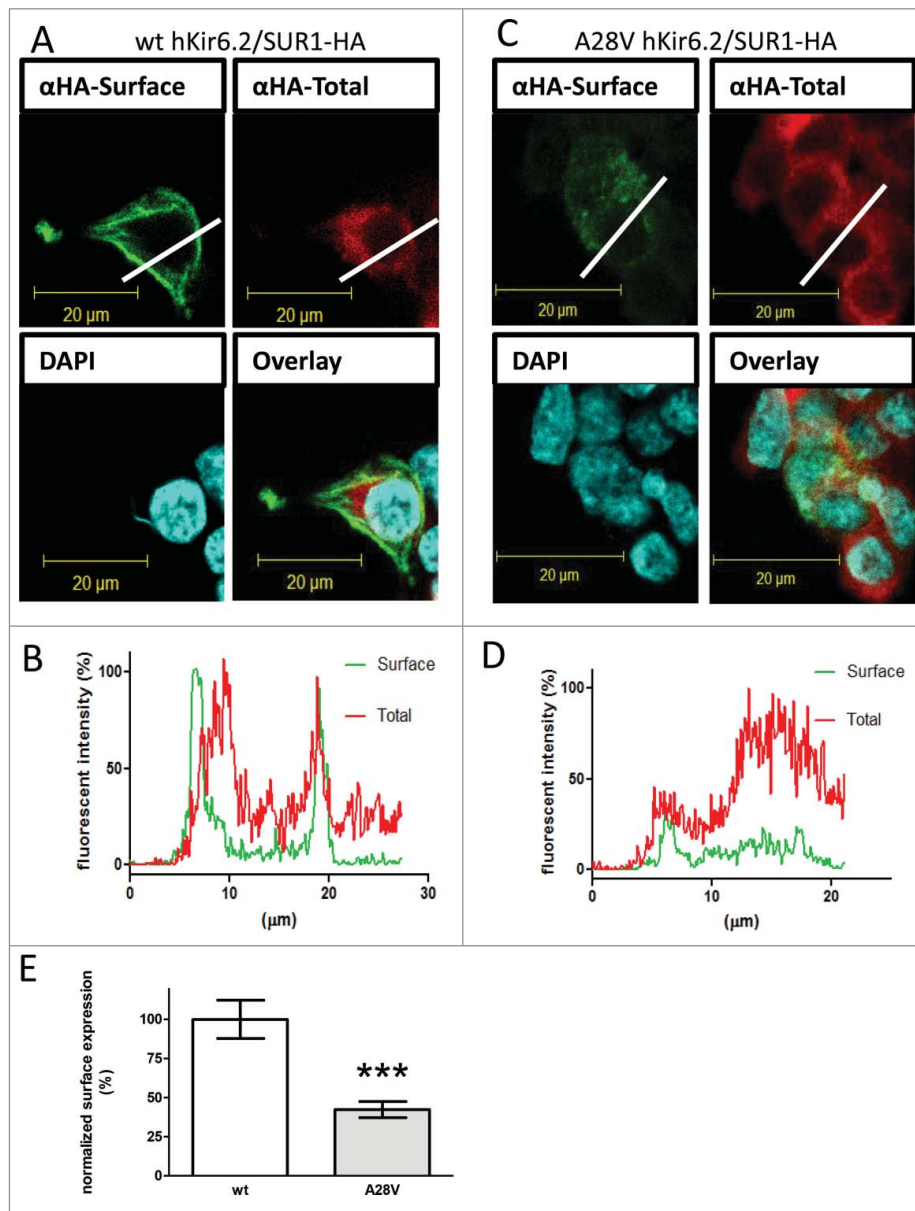 A
wt hKir6.2/SUR1-HA
αHA-Surface
αHA-Total
20 µm
20 µm
DAPI
Overlay
20 µm
20 µm
C
A28V hKir6.2/SUR1-HA
αHA-Surface
αHA-Total
20 µm
20 µm
DAPI
Overlay
20 µm
20 µm
B
fluorescent intensity (%)
100
50
0
0
10
20
30
(µm)
Surface
Total
D
fluorescent intensity (%)
100
50
0
0
10
20
(µm)
Surface
Total
E
normalized surface expression
(%)
100
75
50
25
0
***
wt
A28V